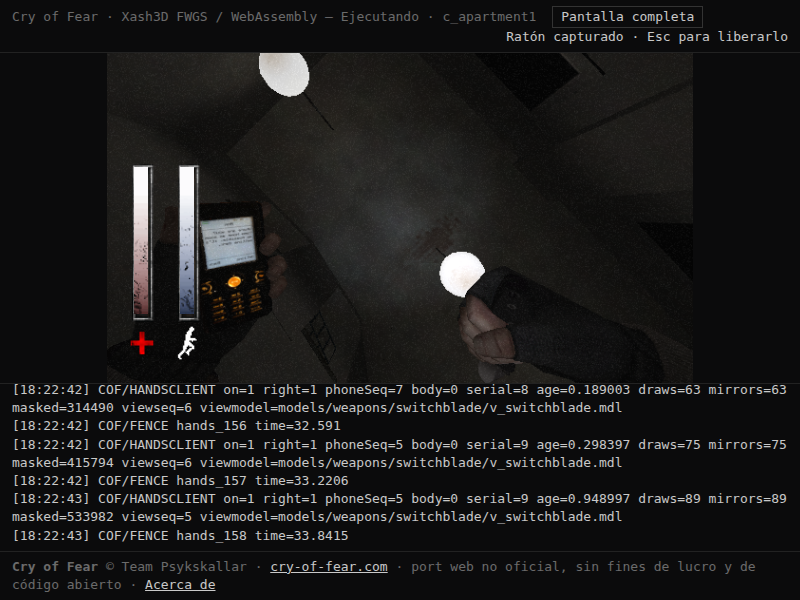 Cry of Fear · Xash3D FWGS / WebAssembly — Ejecutando · c_apartment1
Pantalla completa
Ratón capturado · Esc para liberarlo
[18:22:42] COF/HANDSCLIENT on=1 right=1 phoneSeq=7 body=0 serial=8 age=0.189003 draws=63 mirrors=63
masked=314490 viewseq=6 viewmodel=models/weapons/switchblade/v_switchblade.mdl
[18:22:42] COF/FENCE hands_156 time=32.591
[18:22:42] COF/HANDSCLIENT on=1 right=1 phoneSeq=5 body=0 serial=9 age=0.298397 draws=75 mirrors=75
masked=415794 viewseq=6 viewmodel=models/weapons/switchblade/v_switchblade.mdl
[18:22:42] COF/FENCE hands_157 time=33.2206
[18:22:43] COF/HANDSCLIENT on=1 right=1 phoneSeq=5 body=0 serial=9 age=0.948997 draws=89 mirrors=89
masked=533982 viewseq=5 viewmodel=models/weapons/switchblade/v_switchblade.mdl
[18:22:43] COF/FENCE hands_158 time=33.8415
Cry of Fear © Team Psykskallar · cry-of-fear.com · port web no oficial, sin fines de lucro y de
código abierto · Acerca de